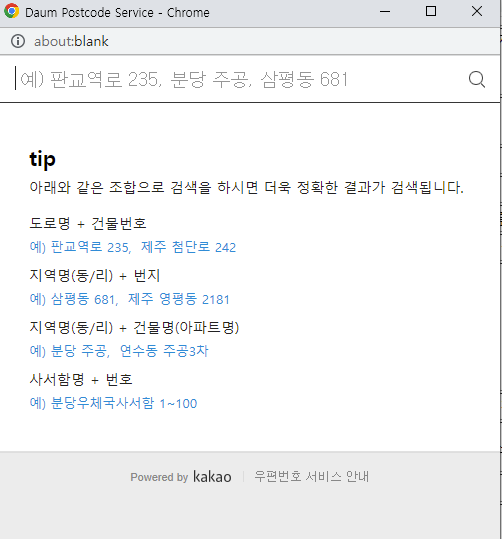 Daum Postcode Service - Chrome
about:blank
예) 판교역로 235, 분당 주공, 삼평동 681
tip
아래와 같은 조합으로 검색을 하시면 더욱 정확한 결과가 검색됩니다.
도로명 + 건물번호
예) 판교역로 235, 제주 첨단로 242
지역명(동/리) + 번지
예) 삼평동 681, 제주 영평동 2181
지역명(동/리) + 건물명(아파트명)
예) 분당 주공, 연수동 주공3차
사서함명 + 번호
예) 분당우체국사서함 1~100
Powered by kakao | 우편번호 서비스 안내